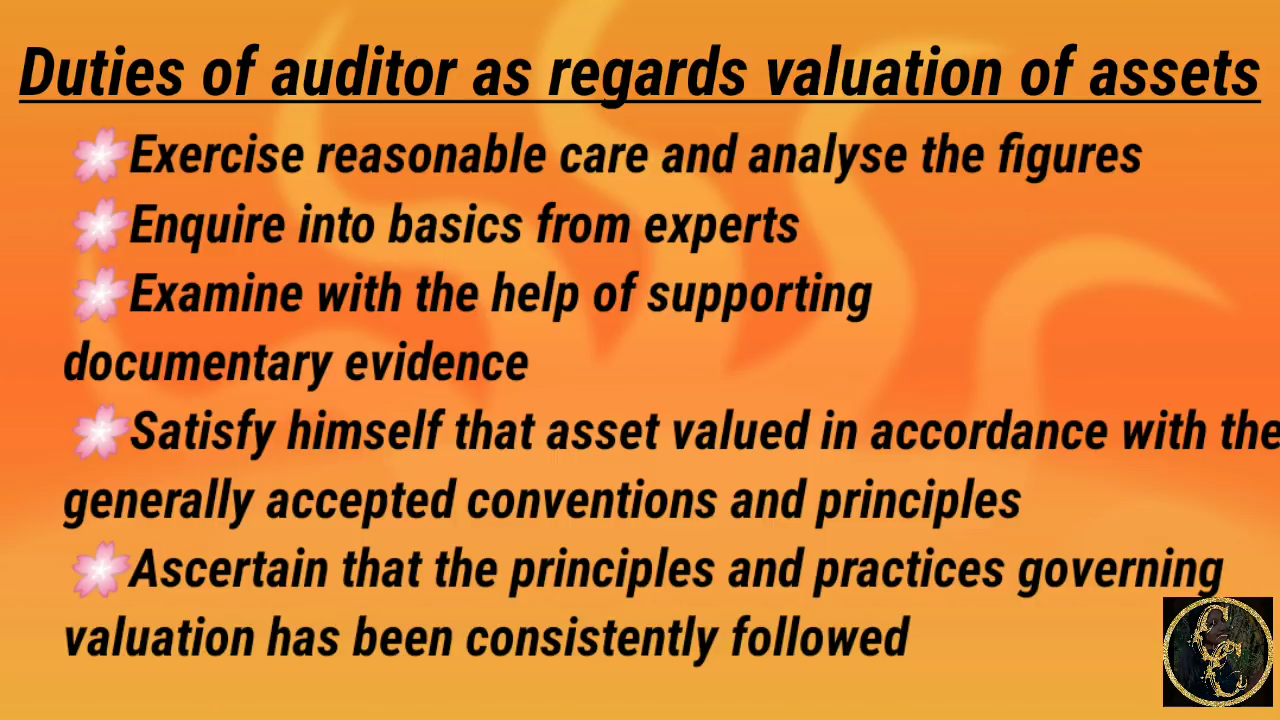 Duties of auditor as regards valuation of assets
🌸Exercise reasonable care and analyse the figures
🌸Enquire into basics from experts
🌸Examine with the help of supporting
documentary evidence
🌸Satisfy himself that asset valued in accordance with the
generally accepted conventions and principles
🌸Ascertain that the principles and practices governing
valuation has been consistently followed